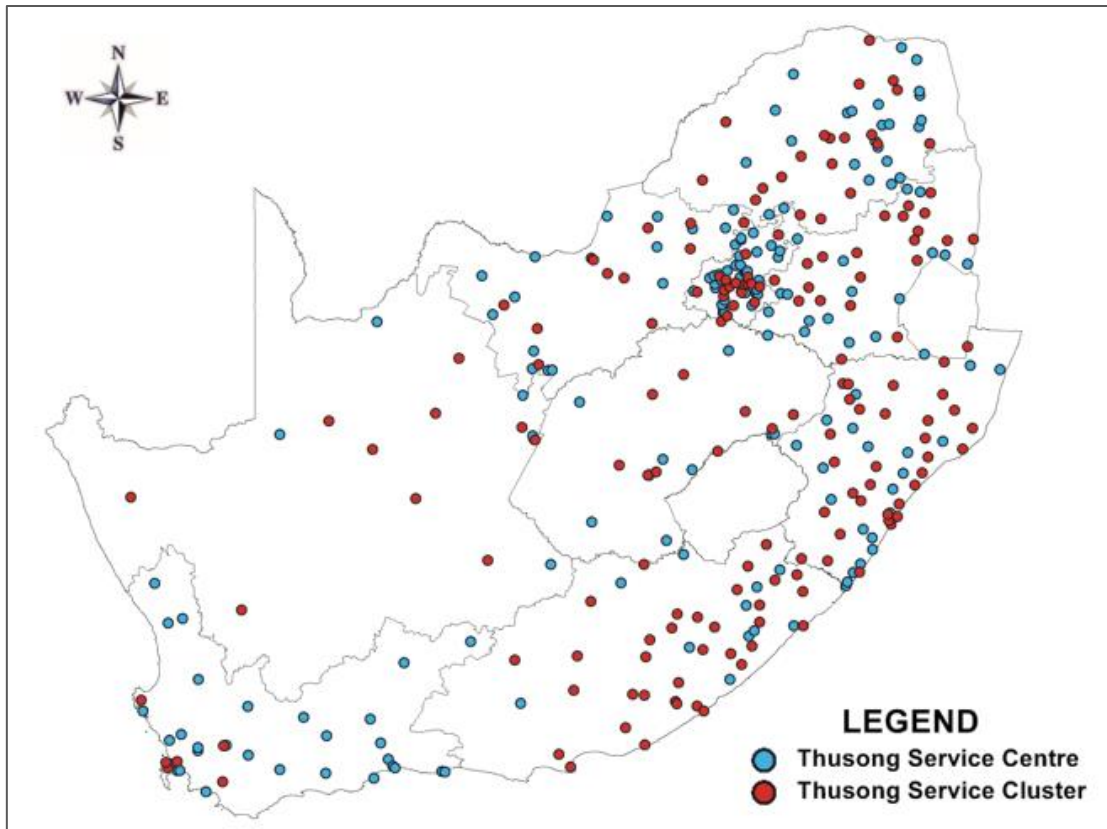 N
W E
S
LEGEND
Thusong Service Centre
Thusong Service Cluster